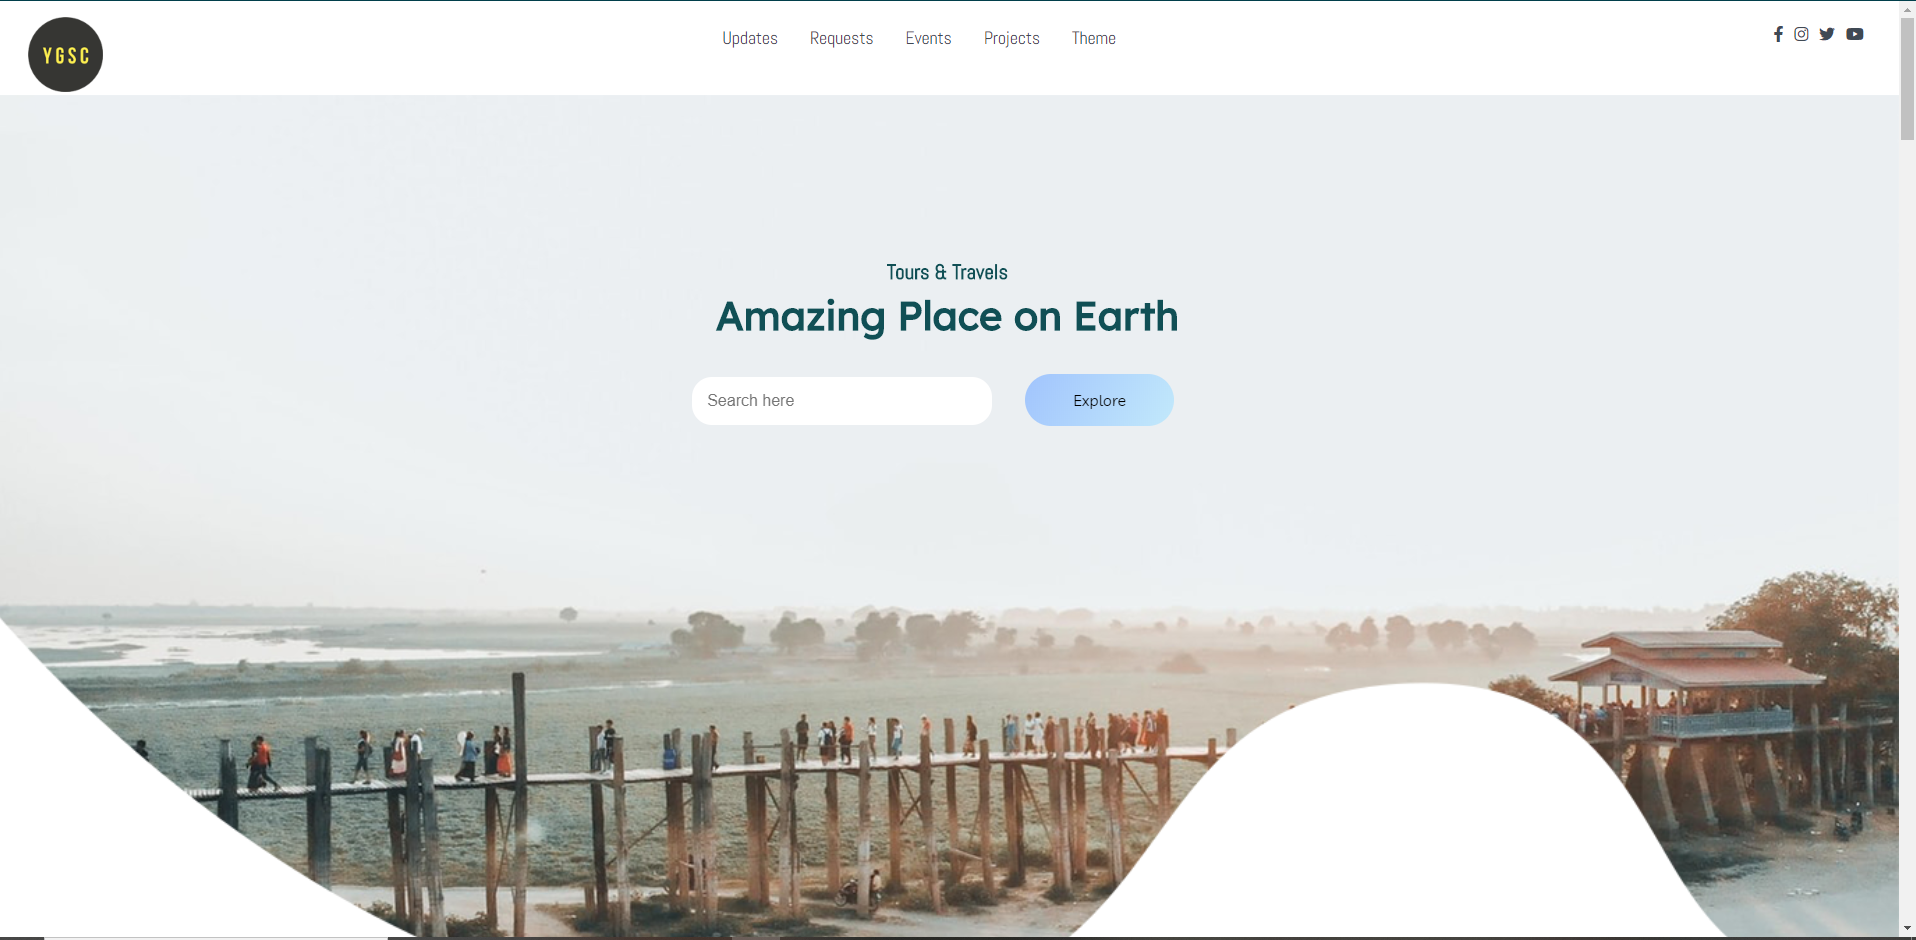 YGSC
Updates Requests Events Projects Theme
Tours & Travels
Amazing Place on Earth
Search here
Explore